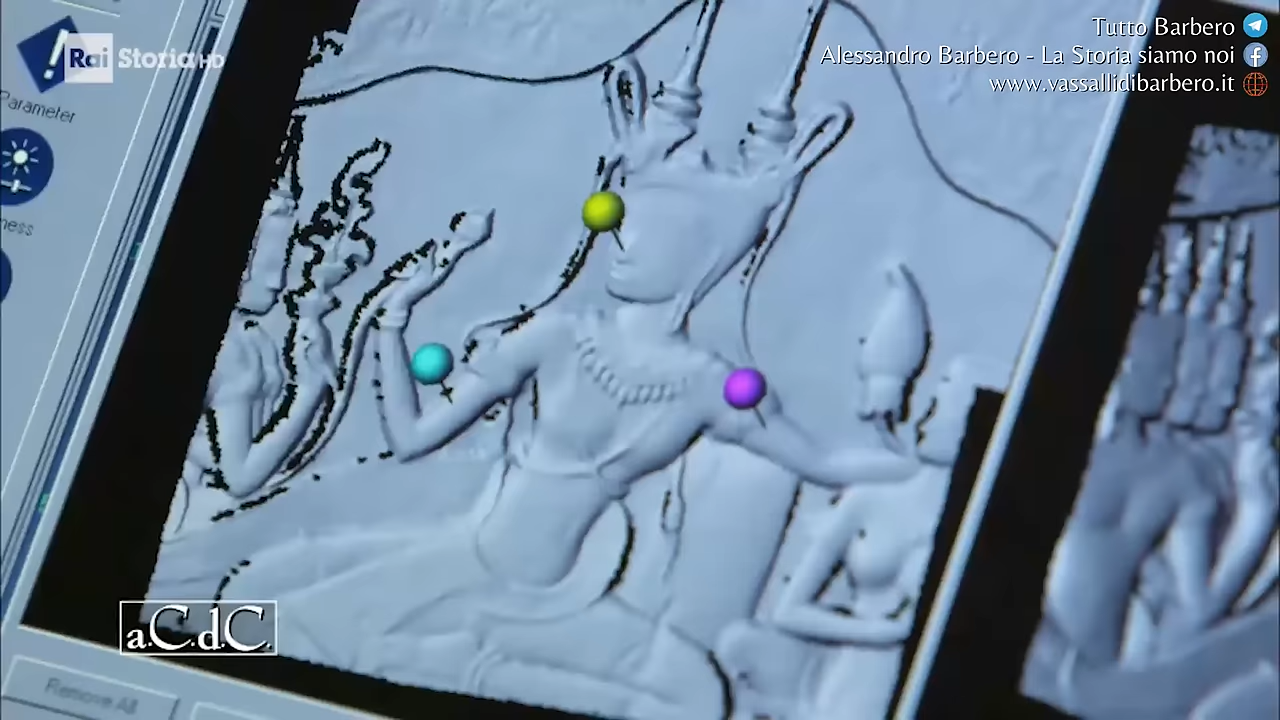 Rai Storia HD
Parameter
ness
Tutto Barbero
Alessandro Barbero - La Storia siamo noi
www.vassallidibarbero.it
a.C.d.C.
Remove All